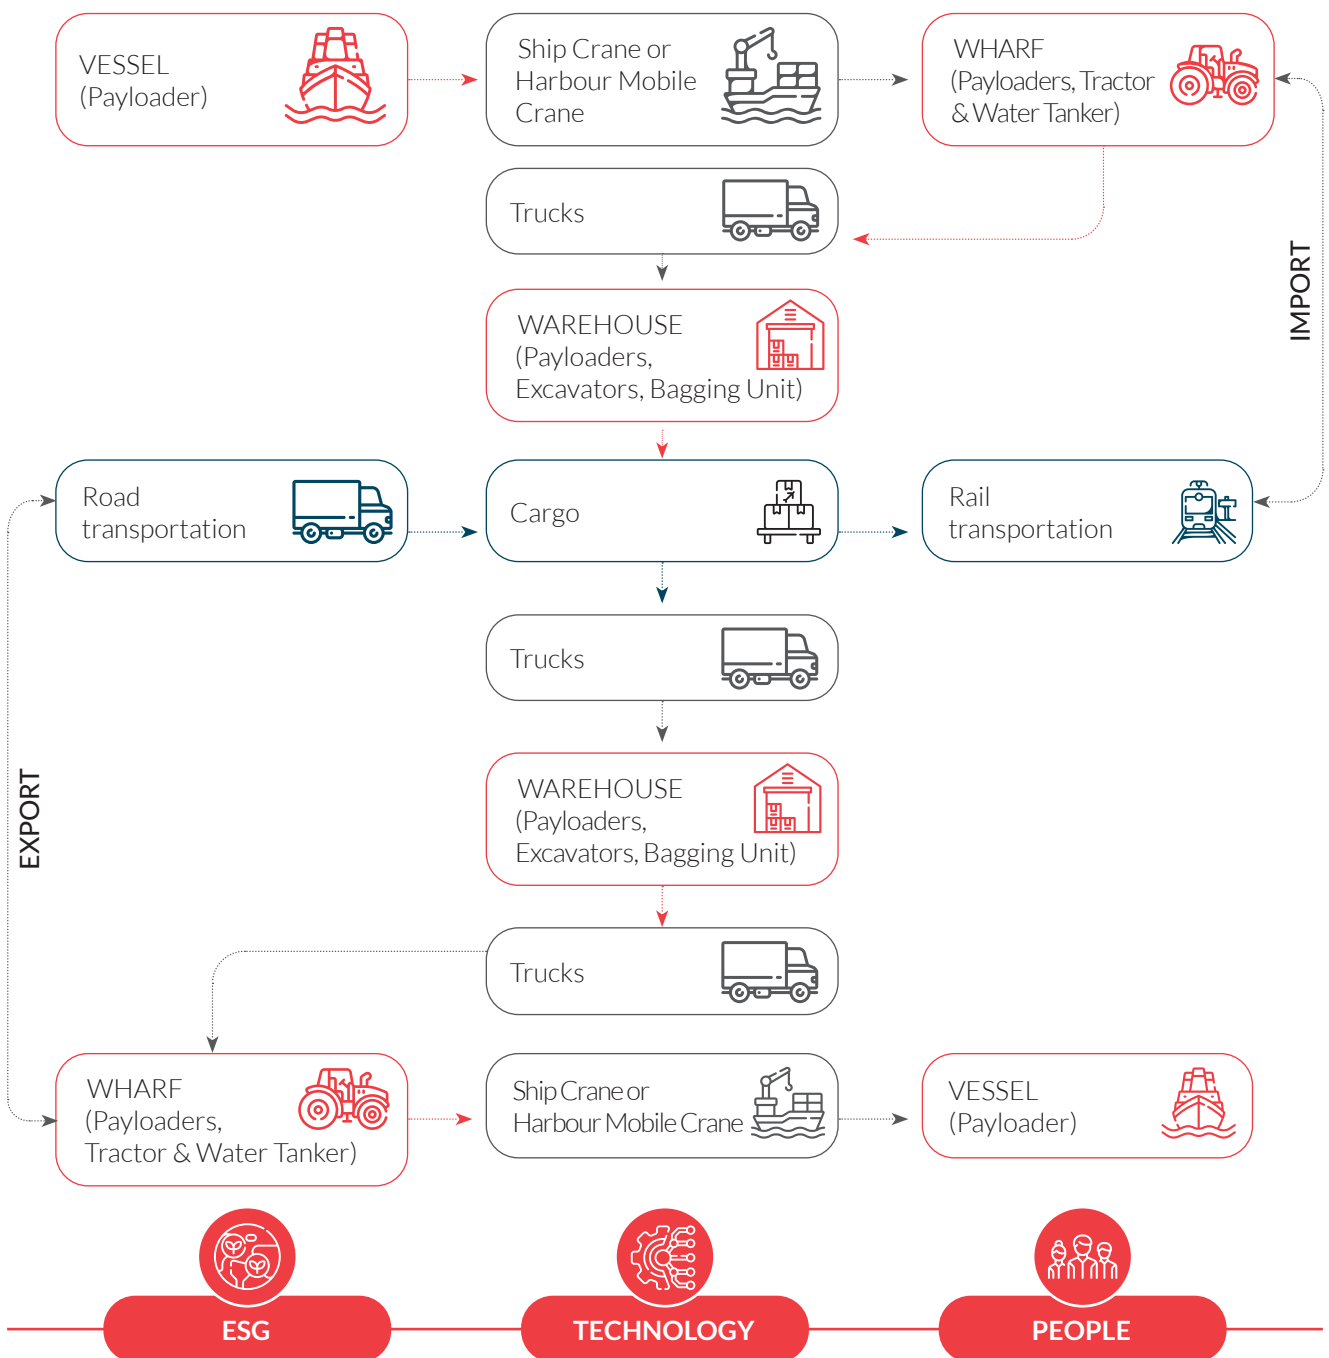 VESSEL
(Payloader)
Ship Crane or
Harbour Mobile
Crane
WHARF
(Payloaders, Tractor
& Water Tanker)
Trucks
IMPORT
WAREHOUSE
(Payloaders,
Excavators, Bagging Unit)
Road
transportation
Cargo
Rail
transportation
Trucks
EXPORT
WAREHOUSE
(Payloaders,
Excavators, Bagging Unit)
Trucks
WHARF
(Payloaders,
Tractor & Water Tanker)
Ship Crane or
Harbour Mobile Crane
VESSEL
(Payloader)
ESG
TECHNOLOGY
PEOPLE